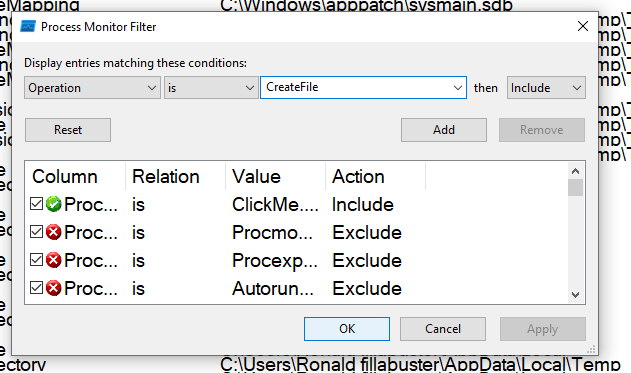 eMapping C:\Windows\apppatch\sysmain.sdb
Process Monitor Filter
Display entries matching these conditions:
Operation is CreateFile then Include
Reset Add Remove
Column Relation Value Action
Proc... is ClickMe.... Include
Proc... is Procmo... Exclude
Proc... is Procexp... Exclude
Proc... is Autorun... Exclude
OK Cancel Apply
ectory C:\Users\Ronald fillabuster\AppData\Local\Temp